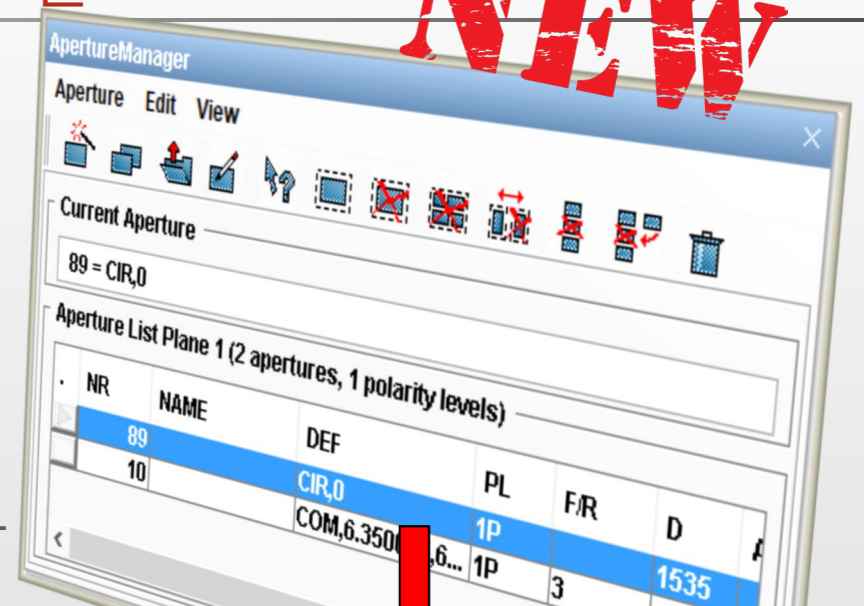 NEW
ApertureManager
Aperture Edit View
Current Aperture
89 = CIR,0
Aperture List Plane 1 (2 apertures, 1 polarity levels)
. NR NAME DEF PL F/R D
89 CIR,0 1P 1535
10 1P 3